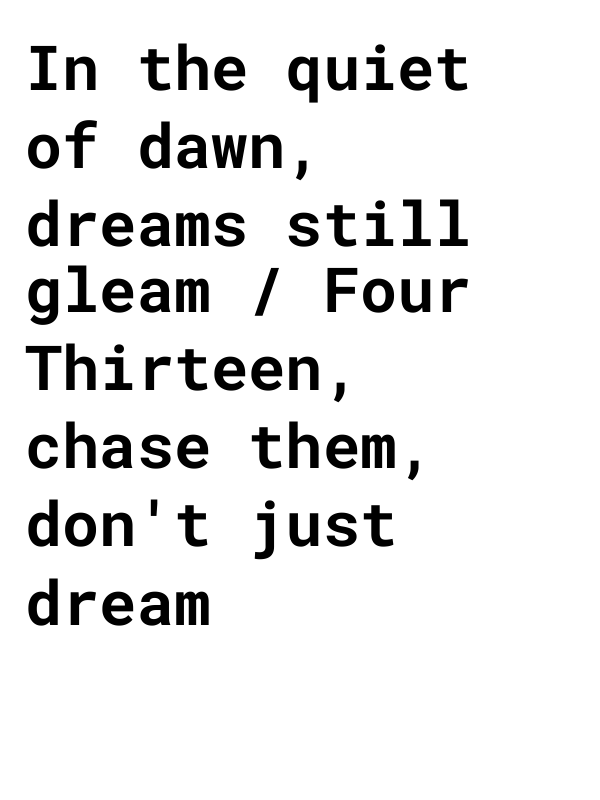 In the quiet
of dawn,
dreams still
gleam / Four
Thirteen,
chase them,
don't just
dream